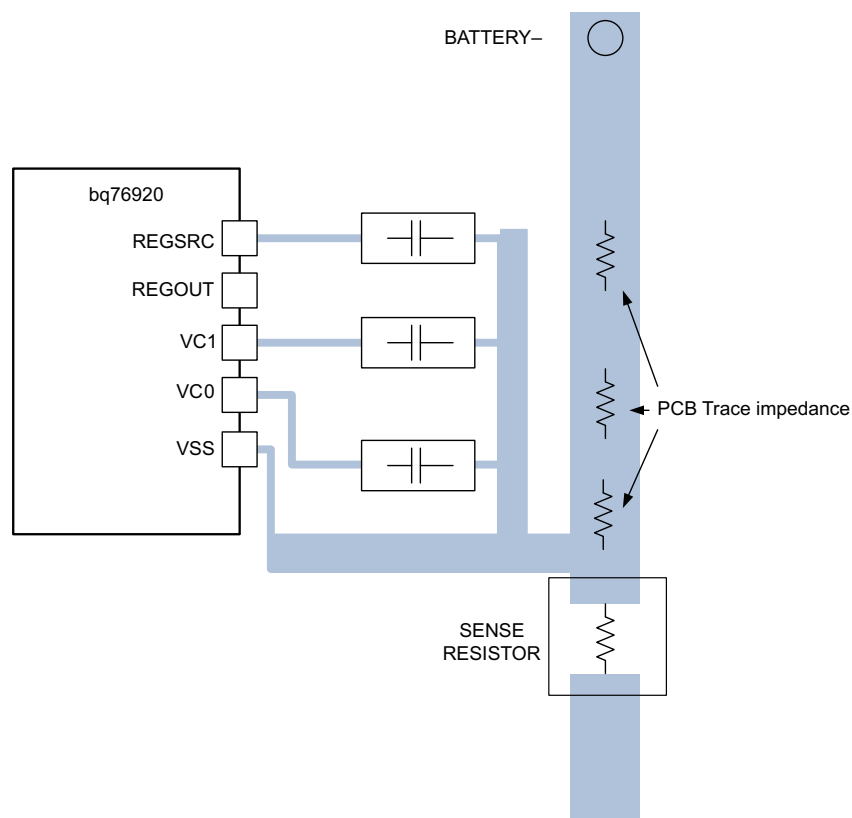 BATTERY–
bq76920
REGSRC
REGOUT
VC1
VC0
VSS
PCB Trace impedance
SENSE
RESISTOR